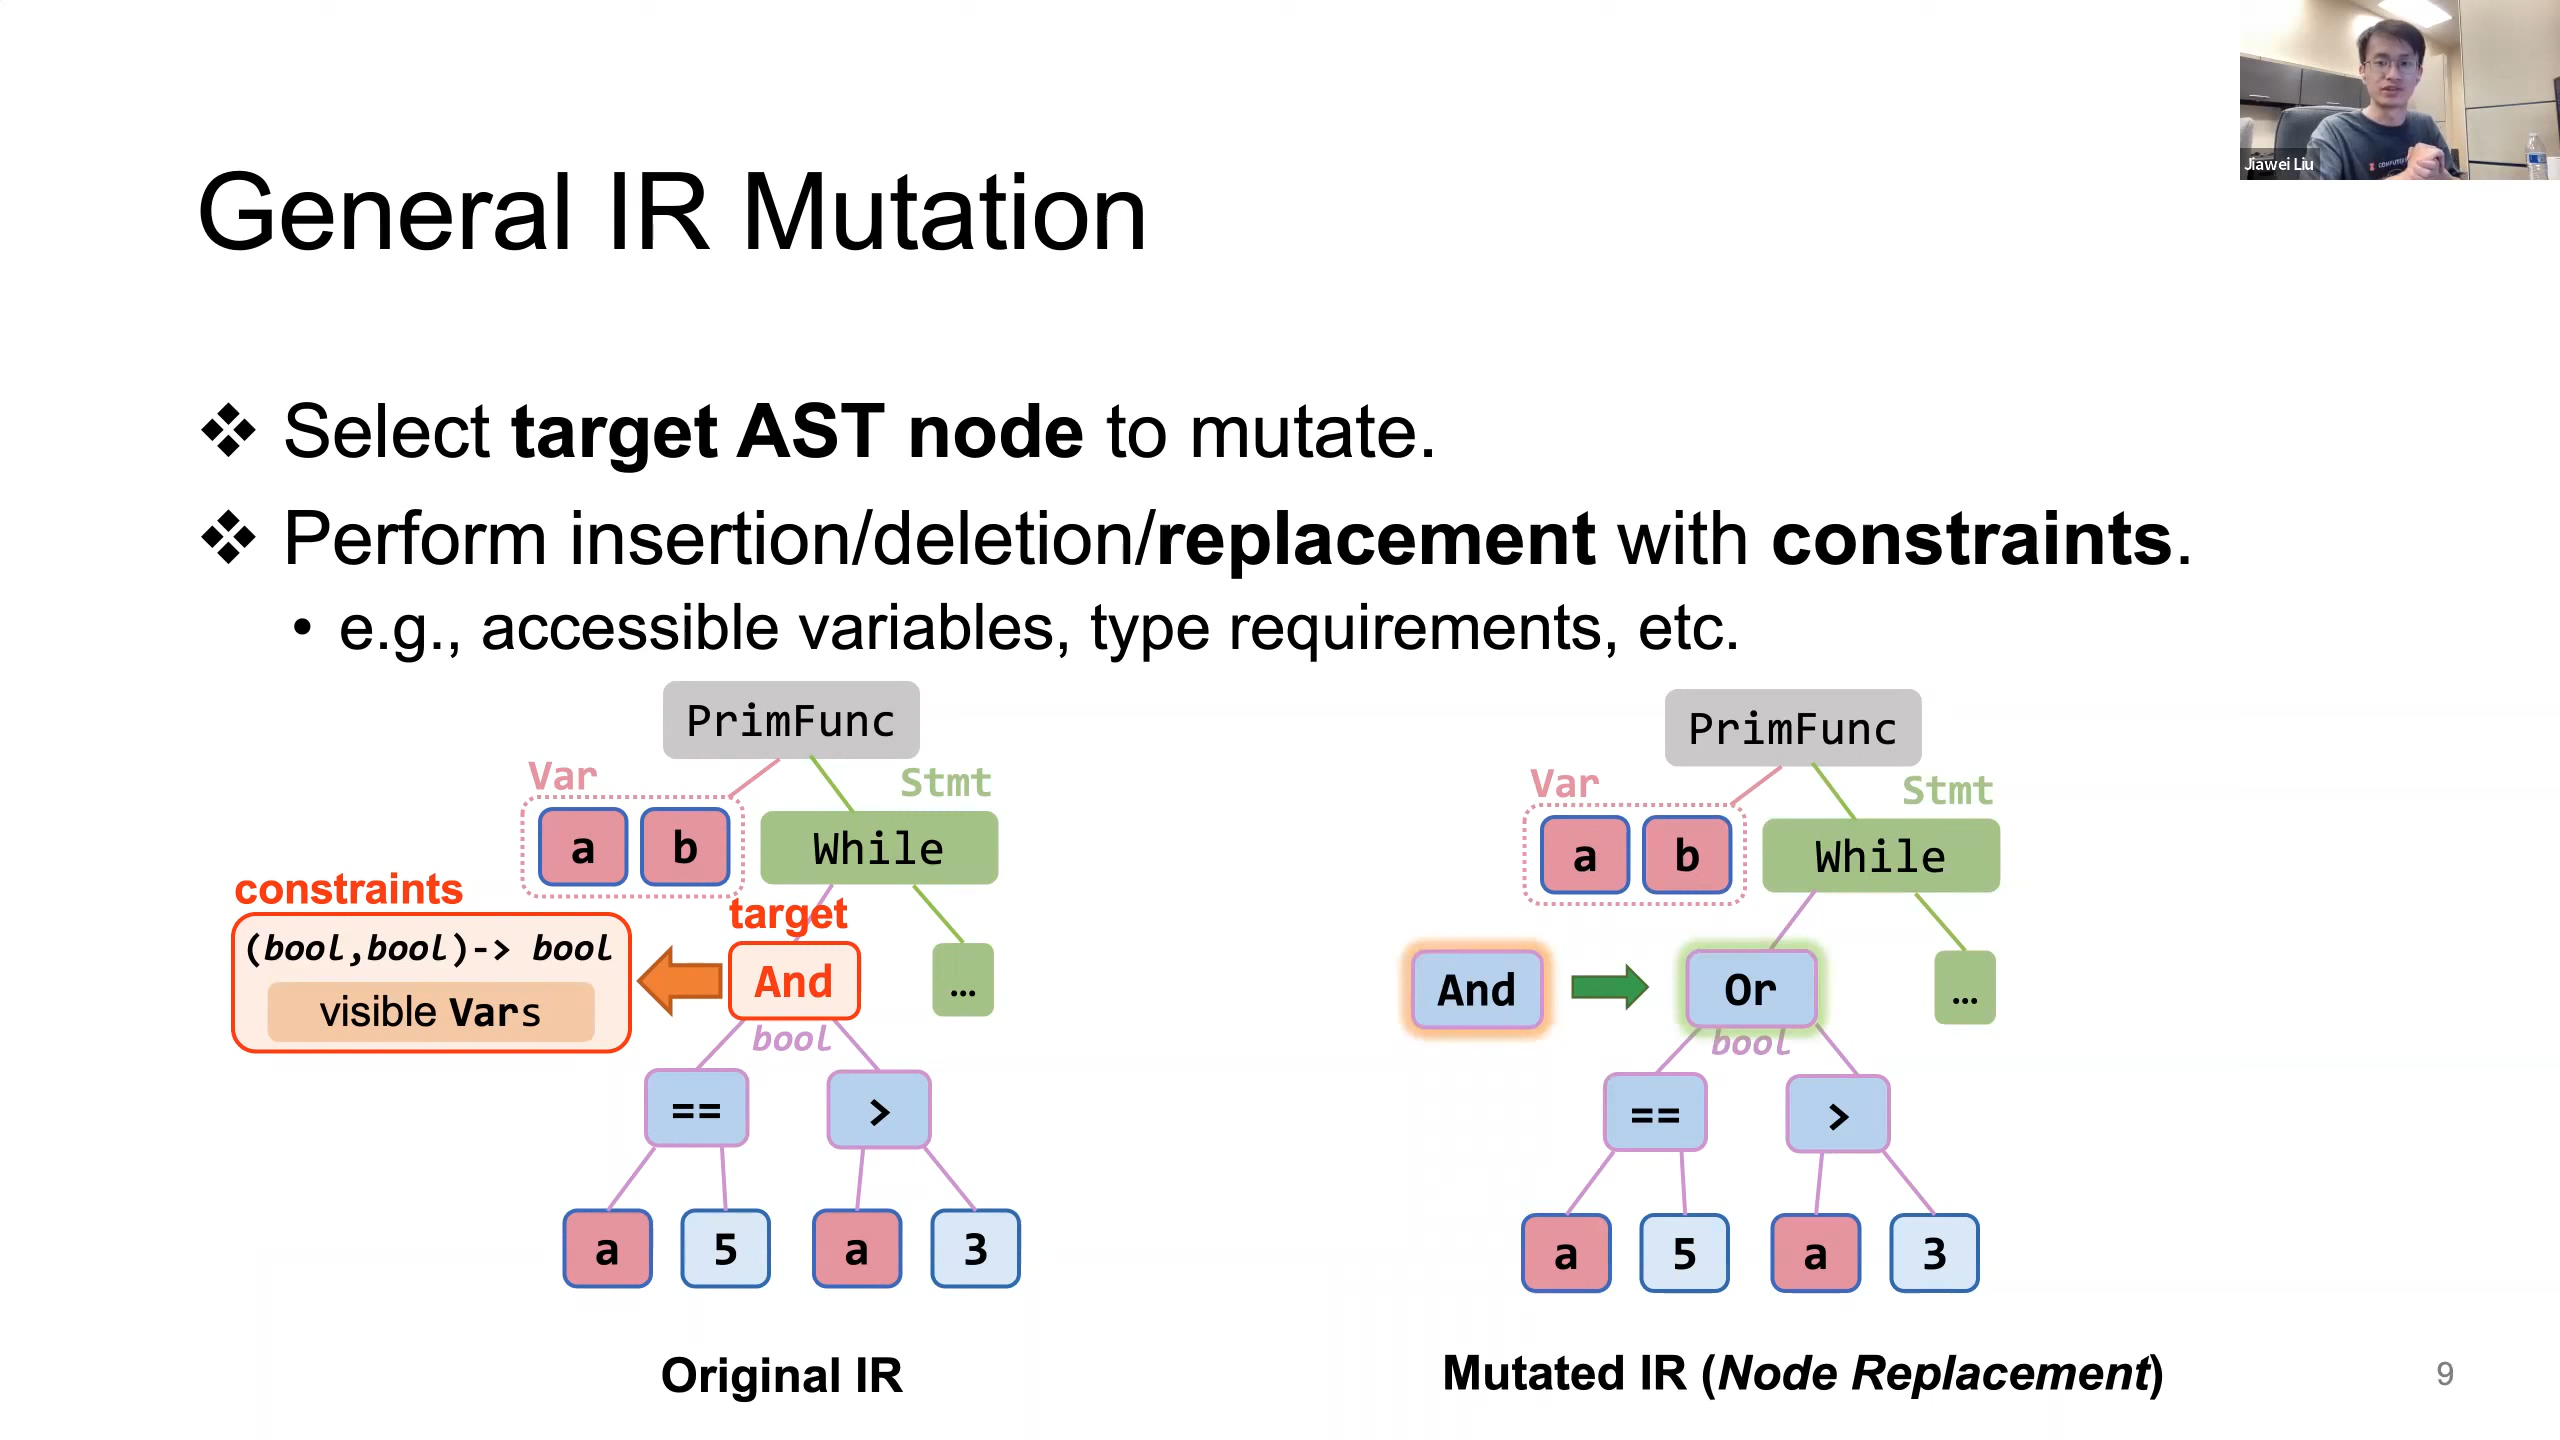 Jiawei Liu
General IR Mutation
❖ Select target AST node to mutate.
❖ Perform insertion/deletion/replacement with constraints.
• e.g., accessible variables, type requirements, etc.
PrimFunc
Var
Stmt
a b While
constraints
target
(bool,bool)-> bool
visible Vars
And
...
bool
== >
a 5 a 3
Original IR
PrimFunc
Var
Stmt
a b While
And Or ...
bool
== >
a 5 a 3
Mutated IR (Node Replacement)
9